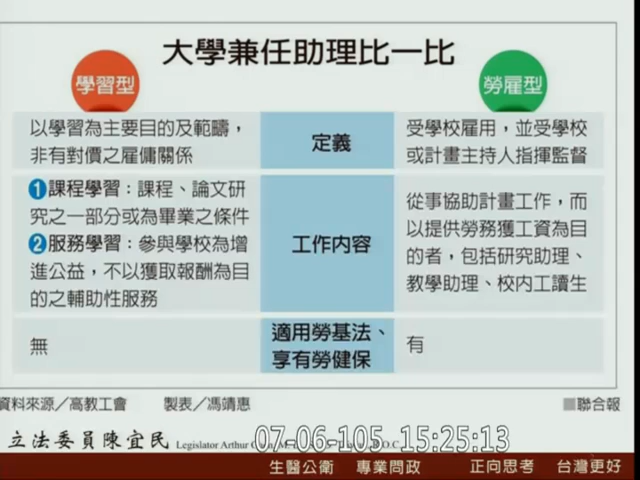 大學兼任助理比一比
學習型
勞雇型
以學習為主要目的及範疇，
非有對價之雇傭關係
定義
受學校雇用，並受學校
或計畫主持人指揮監督
❶課程學習：課程、論文研
究之一部分或為畢業之條件
❷服務學習：參與學校為增
進公益，不以獲取報酬為目
的之輔助性服務
工作內容
從事協助計畫工作，而
以提供勞務獲工資為目
的者，包括研究助理、
教學助理、校內工讀生
無
適用勞基法、
享有勞健保
有
資料來源／高教工會 製表／馮靖惠
■聯合報
立法委員陳宜民 Legislator Arthur
07-06-105 15:25:13
生醫公衛 專業問政 正向思考 台灣更好